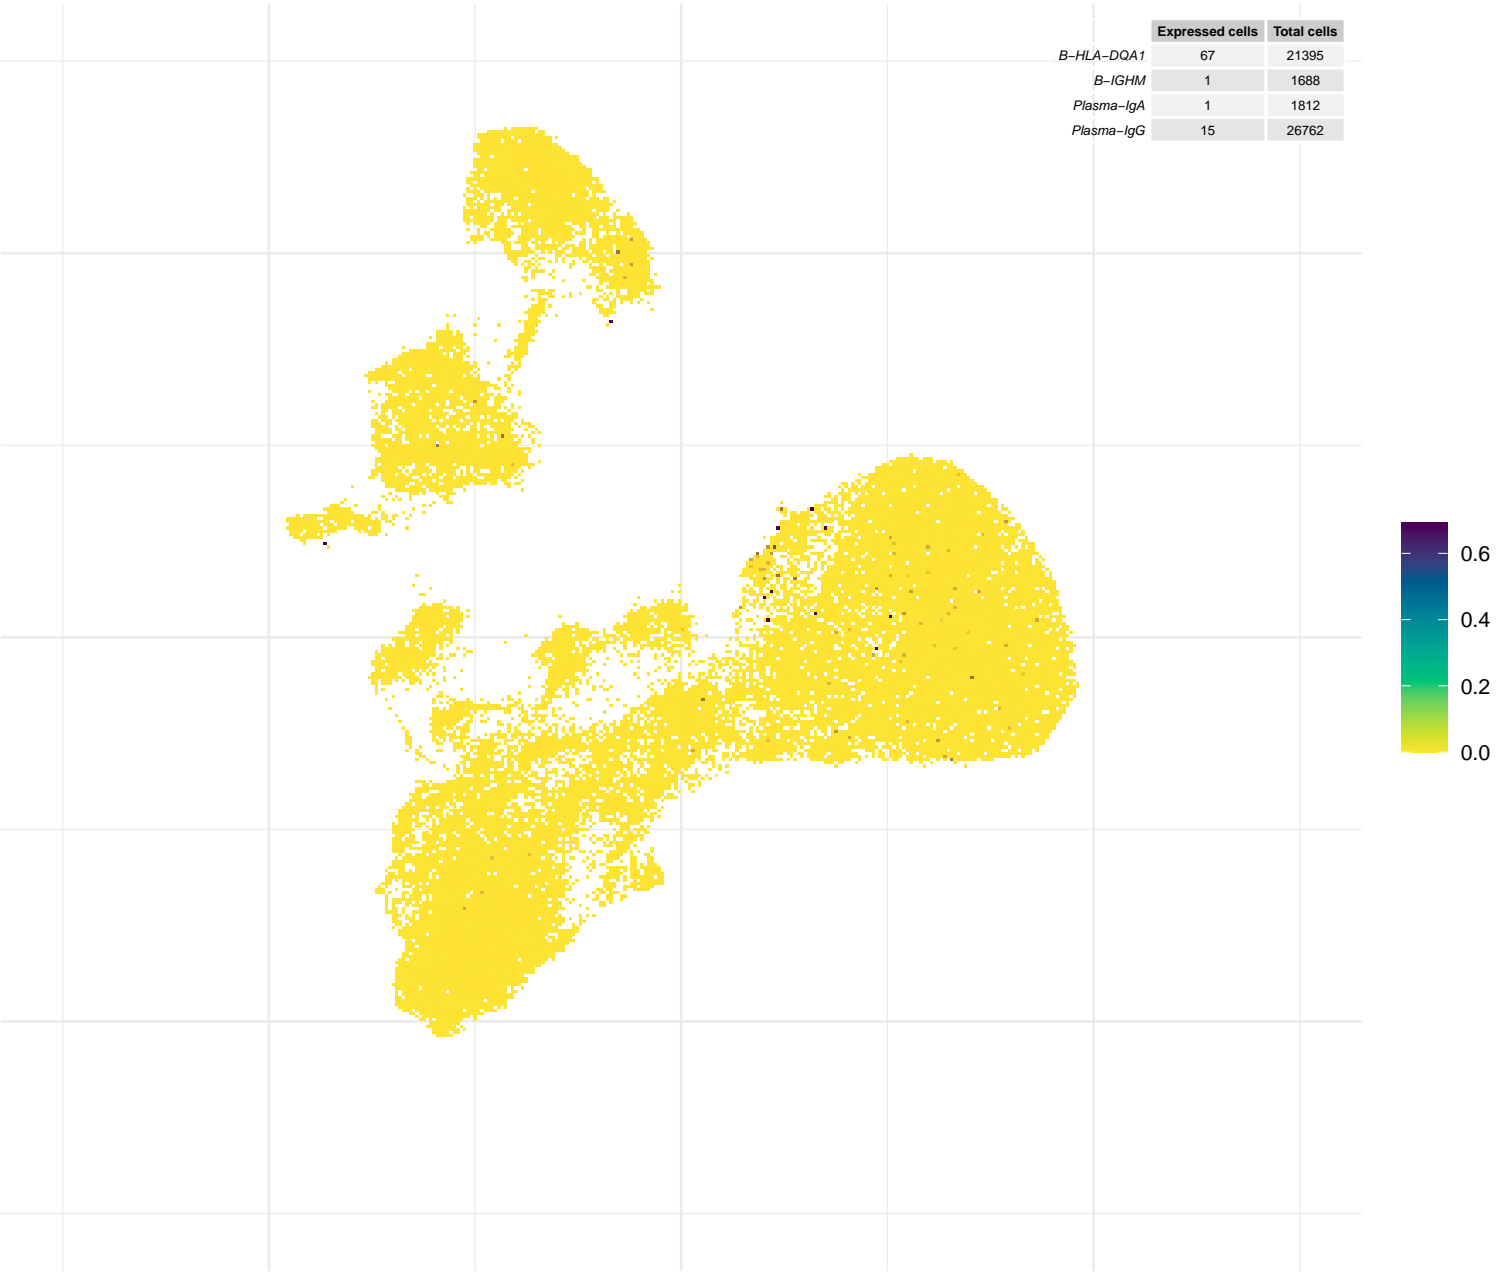 Expressed cells Total cells
B−HLA−DQA1 67 21395
B−IGHM 1 1688
Plasma−IgA 1 1812
Plasma−IgG 15 26762
0.6
0.4
0.2
0.0